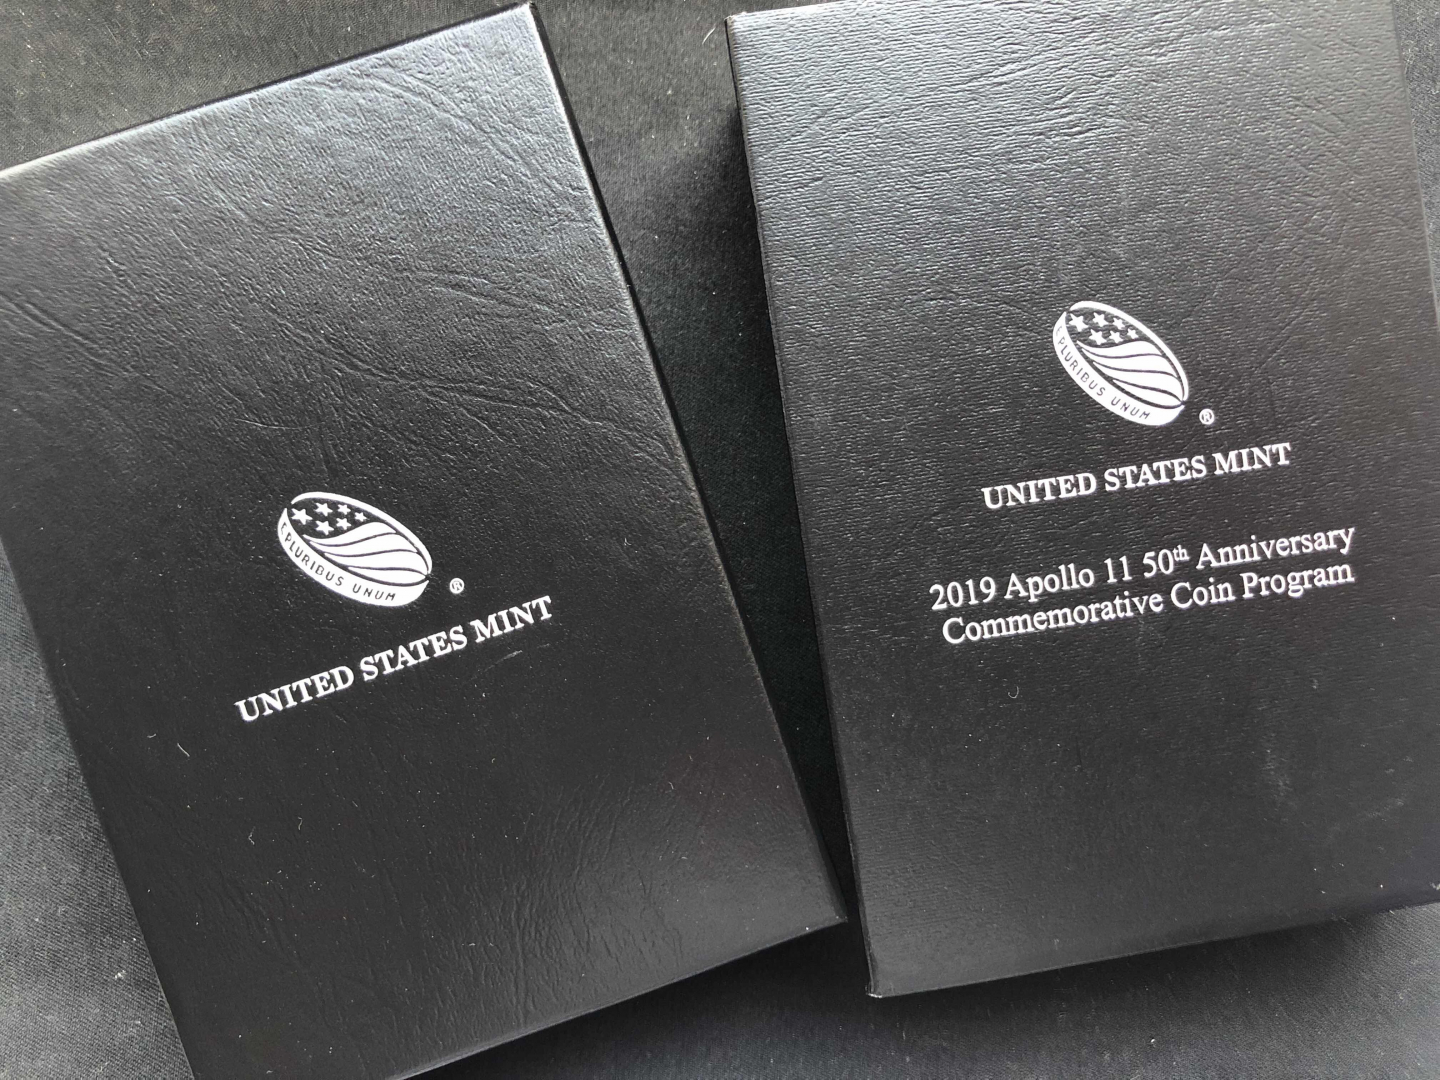 E PLURIBUS UNUM
®
UNITED STATES MINT
E PLURIBUS UNUM
®
UNITED STATES MINT
2019 Apollo 11 50th Anniversary
Commemorative Coin Program